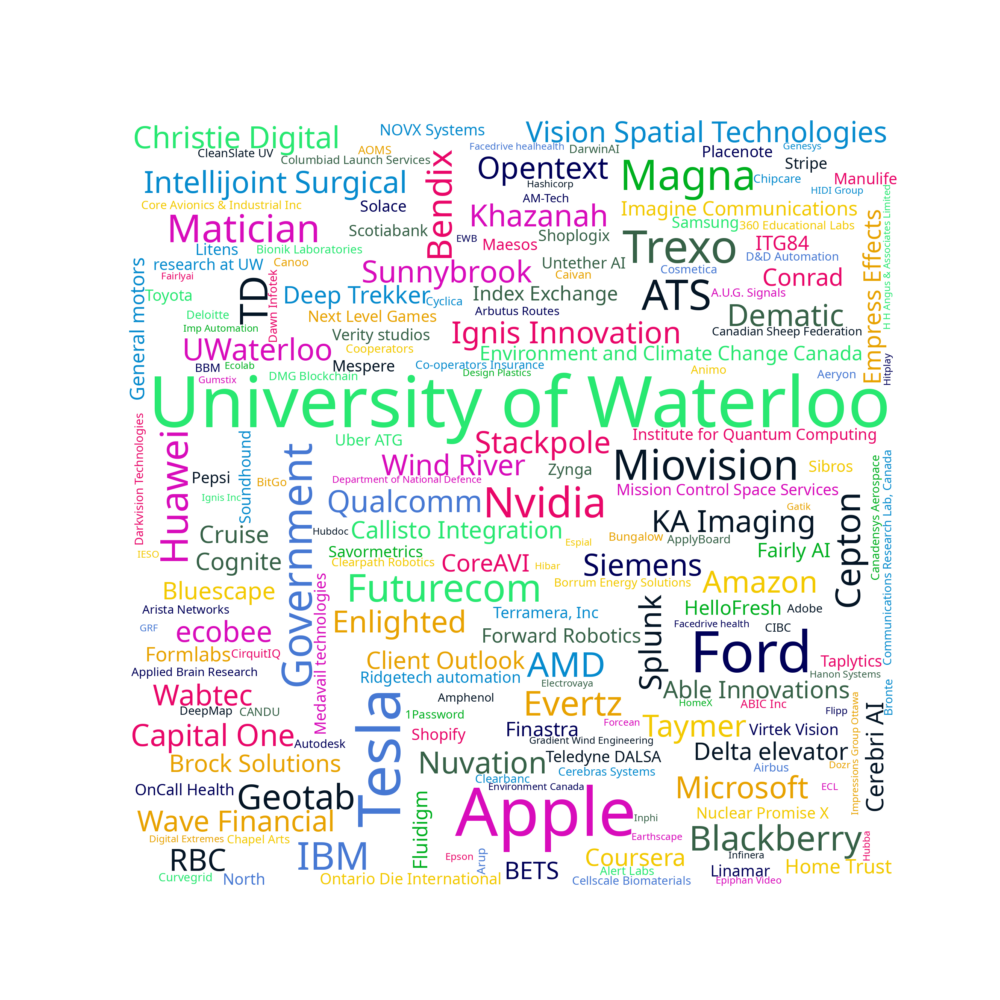 Christie Digital
NOVX Systems
Vision Spatial Technologies
CleanSlate UV
AOMS
Facedrive healhealth
DarwinAI
Placenote
Genesys
Columbiad Launch Services
Opentext
Magna
Stripe
Intellijoint Surgical
Bendix
Hashicorp
Chipcare
Manulife
HIDI Group
Core Avionics & Industrial Inc
Solace
AM-Tech
Khazanah
Imagine Communications
H H Angus & Associates Limited
Matician
Scotiabank
EWB
Maesos
Shoplogix
Samsung
360 Educational Labs
Empress Effects
Litens
Bionik Laboratories
Trexo
ITG84
D&D Automation
General motors
research at UW
Canoo
Sunnybrook
Untether AI
Cosmetica
Conrad
Fairlyai
TD
Dawn Infotek
Caivan
Toyota
Deep Trekker
Cyclica
Index Exchange
ATS
A.U.G. Signals
Deloitte
Next Level Games
Arbutus Routes
Dematic
Imp Automation
Verity studios
Ignis Innovation
Canadian Sheep Federation
UWaterloo
Cooperators
Environment and Climate Change Canada
BBM
Ecolab
Mespere
Co-operators Insurance
Hitplay
Gumstix
DMG Blockchain
Design Plastics
Animo
Aeryon
University of Waterloo
Darkvision Technologies
Huawei
Soundhound
Government
Uber ATG
Stackpole
Institute for Quantum Computing
Wind River
Zynga
Miovision
Sibros
Canadensys Aerospace
Communications Research Lab, Canada
Pepsi
BitGo
Department of National Defence
Mission Control Space Services
Ignis Inc
Qualcomm
Nvidia
Gatik
Cepton
Cruise
Hubdoc
Callisto Integration
KA Imaging
IESO
Savormetrics
Espial
Bungalow
ApplyBoard
Fairly AI
Cognite
Clearpath Robotics
CoreAVI
Hibar
Siemens
Bluescape
Medavail technologies
Futurecom
Borrum Energy Solutions
Amazon
Arista Networks
Terramera, Inc
Splunk
HelloFresh
Adobe
GRF
ecobee
Enlighted
Forward Robotics
Facedrive health
CIBC
Formlabs
CirquitIQ
Client Outlook
AMD
Ford
Taplytics
Applied Brain Research
Ridgetech automation
Electrovaya
Hanon Systems
Wabtec
Tesla
Amphenol
Evertz
Able Innovations
Bronte
DeepMap
CANDU
1Password
HomeX
ABIC Inc
Flipp
Cerebri AI
Impressions Group Ottawa
Capital One
Autodesk
Shopify
Finastra
Forcean
Taymer
Virtek Vision
Gradient Wind Engineering
Brock Solutions
Nuvation
Teledyne DALSA
Delta elevator
Clearbanc
Cerebras Systems
Airbus
Dozr
OnCall Health
Geotab
Environment Canada
Microsoft
ECL
Fluidigm
Apple
Wave Financial
Inphi
Nuclear Promise X
Digital Extremes
Chapel Arts
Earthscape
Blackberry
Hubba
RBC
IBM
Epson
Arup
BETS
Coursera
Infinera
Home Trust
Curvegrid
North
Ontario Die International
Alert Labs
Linamar
Cellscale Biomaterials
Epiphan Video